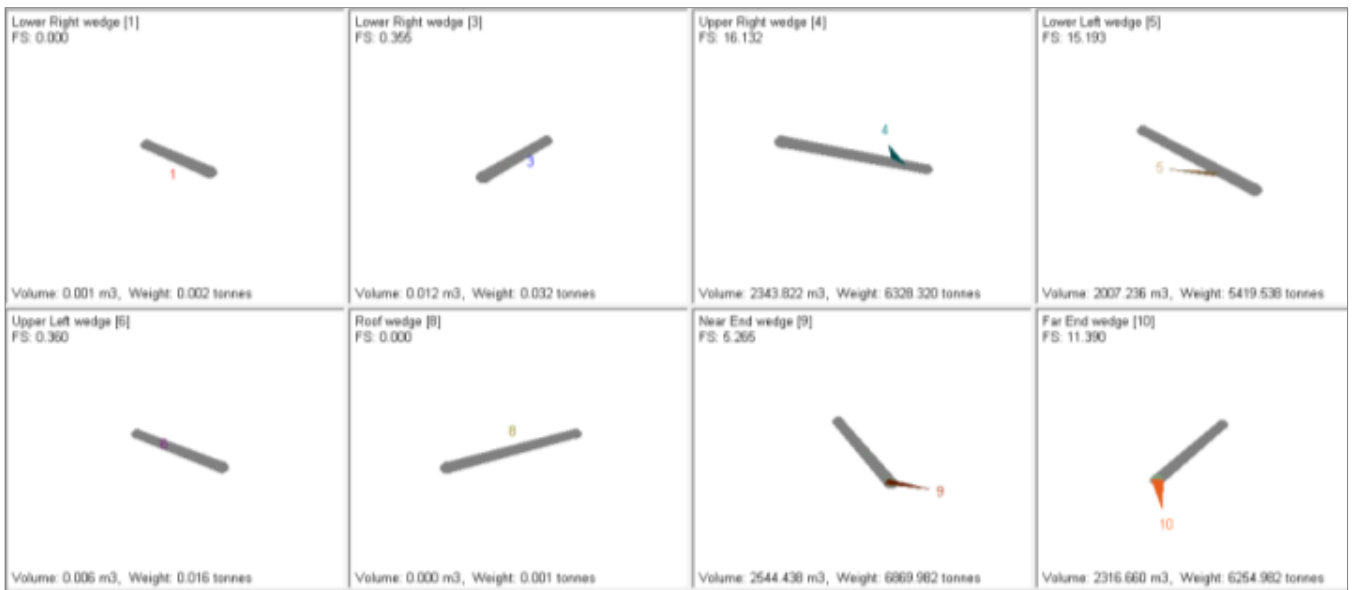 Lower Right wedge [1]
FS: 0.000
1
Volume: 0.001 m3, Weight: 0.002 tonnes
Lower Right wedge [3]
FS: 0.355
3
Volume: 0.012 m3, Weight: 0.032 tonnes
Upper Right wedge [4]
FS: 16.132
4
Volume: 2343.822 m3, Weight: 6328.320 tonnes
Lower Left wedge [5]
FS: 15.193
5
Volume: 2007.236 m3, Weight: 5419.538 tonnes
Upper Left wedge [6]
FS: 0.360
6
Volume: 0.006 m3, Weight: 0.016 tonnes
Roof wedge [8]
FS: 0.000
8
Volume: 0.000 m3, Weight: 0.001 tonnes
Near End wedge [9]
FS: 5.265
9
Volume: 2544.438 m3, Weight: 6869.982 tonnes
Far End wedge [10]
FS: 11.390
10
Volume: 2316.660 m3, Weight: 6254.982 tonnes